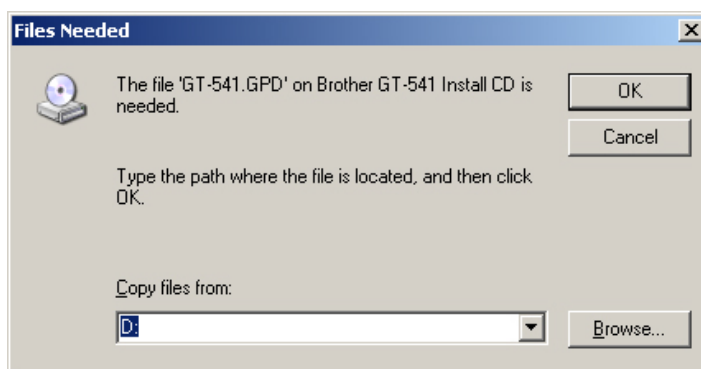 Files Needed
The file 'GT-541.GPD' on Brother GT-541 Install CD is
needed.
OK
Cancel
Type the path where the file is located, and then click
OK.
Copy files from:
D:
Browse...